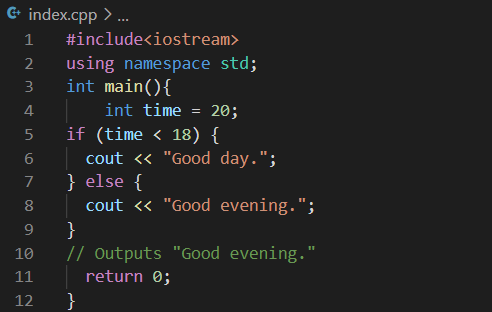 index.cpp > ...
1 #include<iostream>
2 using namespace std;
3 int main(){
4     int time = 20;
5 if (time < 18) {
6   cout << "Good day.";
7 } else {
8   cout << "Good evening.";
9 }
10 // Outputs "Good evening."
11   return 0;
12 }